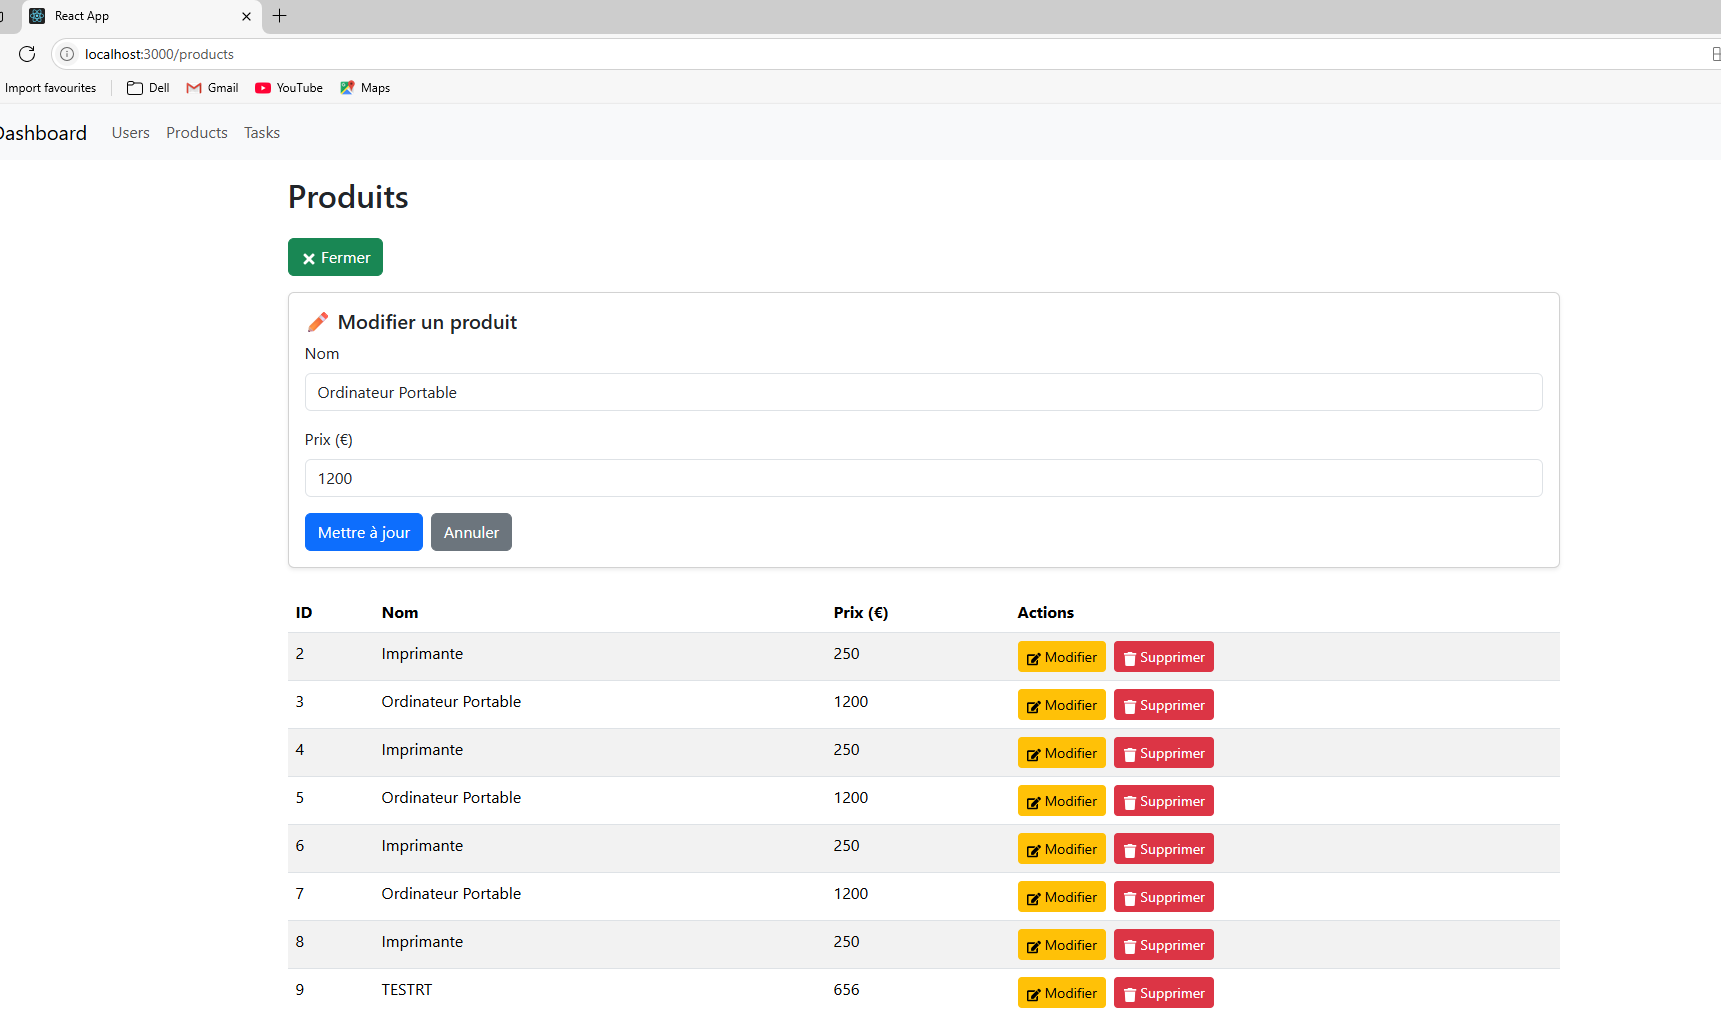 React App
localhost:3000/products
Import favourites Dell Gmail YouTube Maps
Dashboard Users Products Tasks
Produits
Fermer
Modifier un produit
Nom
Ordinateur Portable
Prix (€)
1200
Mettre à jour Annuler
ID Nom Prix (€) Actions
2 Imprimante 250 Modifier Supprimer
3 Ordinateur Portable 1200 Modifier Supprimer
4 Imprimante 250 Modifier Supprimer
5 Ordinateur Portable 1200 Modifier Supprimer
6 Imprimante 250 Modifier Supprimer
7 Ordinateur Portable 1200 Modifier Supprimer
8 Imprimante 250 Modifier Supprimer
9 TESTRT 656 Modifier Supprimer